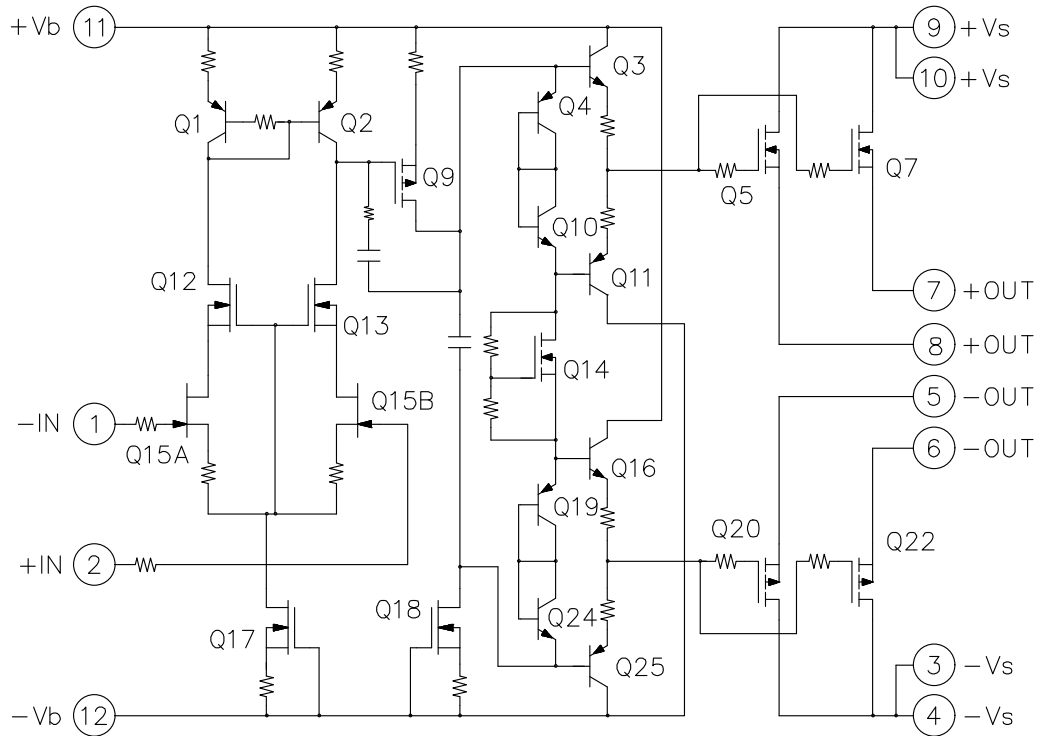 +Vb 11
9 +Vs
10 +Vs
Q3
Q4
Q1
Q2
Q9
Q5
Q7
Q10
Q11
Q12
Q13
7 +OUT
8 +OUT
Q14
5 -OUT
Q15B
-IN 1
6 -OUT
Q15A
Q16
Q19
Q20
Q22
+IN 2
Q18
Q24
Q17
Q25
3 -Vs
-Vb 12
4 -Vs